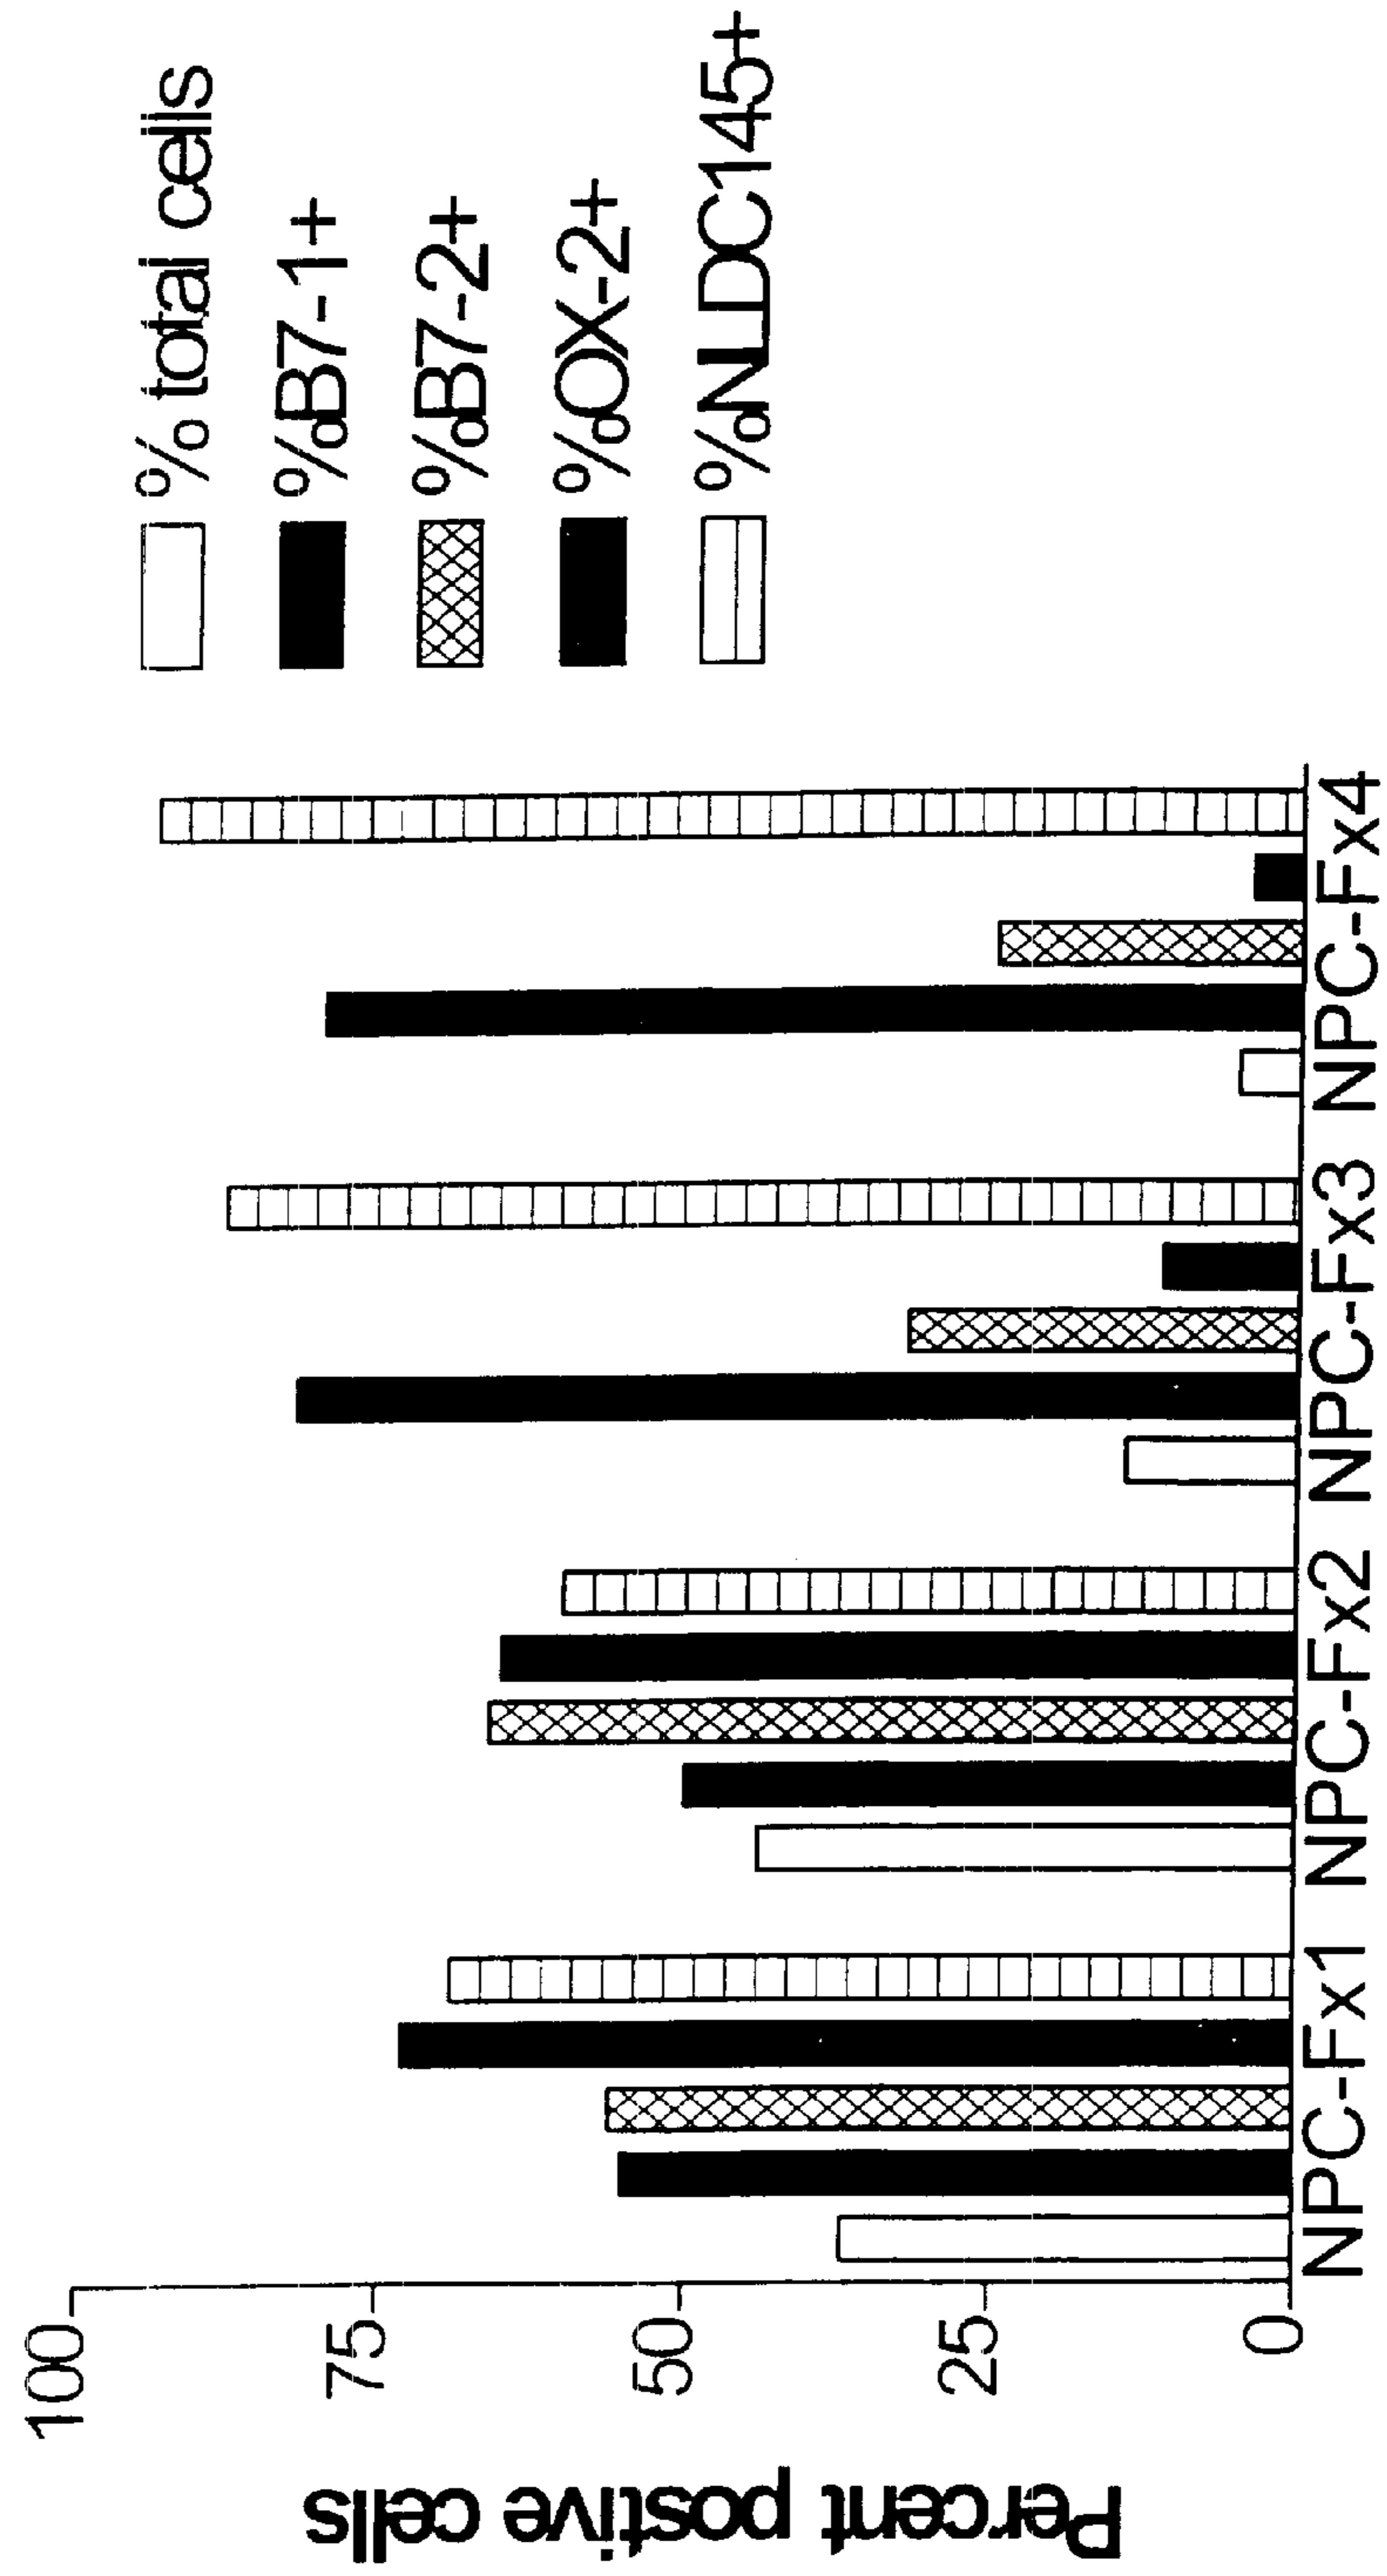 Percent postive cells
100
75
50
25
0
NPC-Fx1 NPC-Fx2 NPC-Fx3 NPC-Fx4
% total cells
%B7-1+
%B7-2+
%OX-2+
%NLDC145+